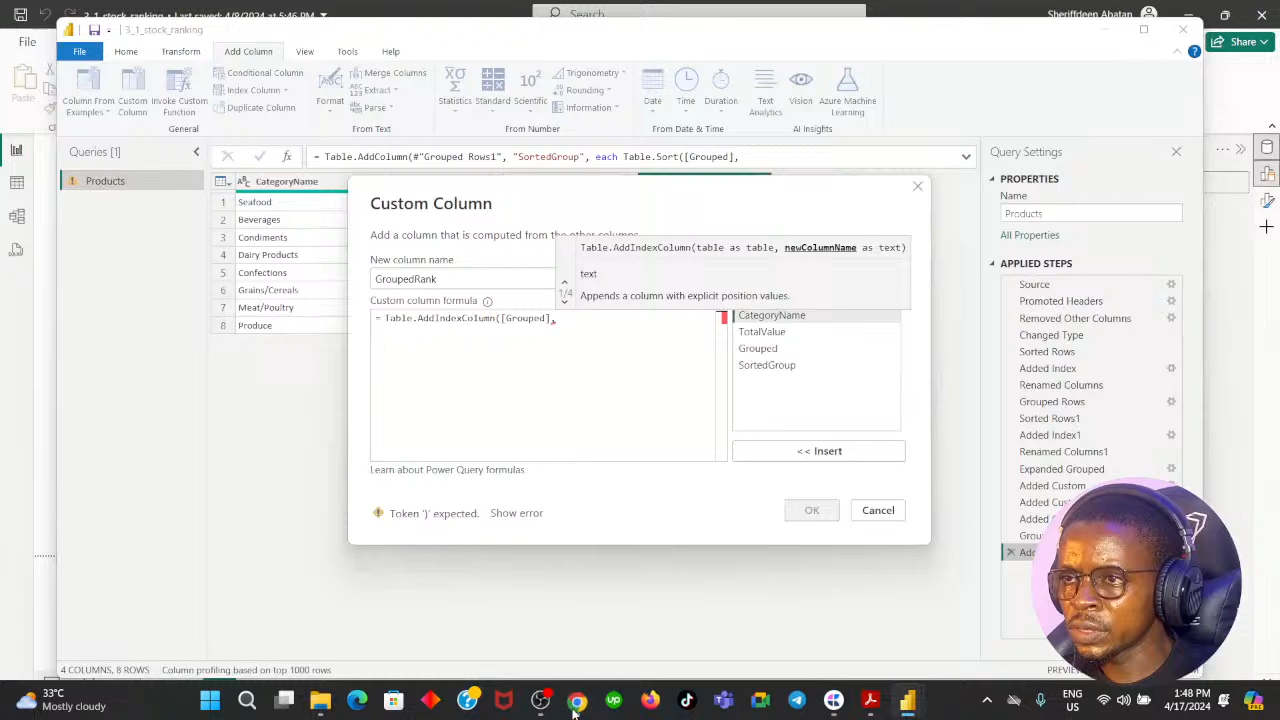 4/8/2024 at 5:46 PM
Search
Sheriffdeen Abatan
3_1_stock_ranking
File
File
Home
Transform
Add Column
View
Tools
Help
Share
Paste
Column From Examples
Custom Column
Invoke Custom Function
Conditional Column
Index Column
Duplicate Column
General
Format
Merge Columns
Extract
Parse
From Text
Statistics
Standard
Scientific
Trigonometry
Rounding
Information
From Number
Date
Time
Duration
From Date & Time
Text Analytics
Vision
Azure Machine Learning
AI Insights
Queries [1]
= Table.AddColumn(#"Grouped Rows1", "SortedGroup", each Table.Sort([Grouped],
Products
CategoryName
1 Seafood
2 Beverages
3 Condiments
4 Dairy Products
5 Confections
6 Grains/Cereals
7 Meat/Poultry
8 Produce
Custom Column
Add a column that is computed from the other columns.
New column name
GroupedRank
Custom column formula
= Table.AddIndexColumn([Grouped],
Table.AddIndexColumn(table as table, newColumnName as text)
text
1/4
Appends a column with explicit position values.
CategoryName
TotalValue
Grouped
SortedGroup
<< Insert
Learn about Power Query formulas
Token ')' expected.
Show error
OK
Cancel
Query Settings
PROPERTIES
Name
Products
All Properties
APPLIED STEPS
Source
Promoted Headers
Removed Other Columns
Changed Type
Sorted Rows
Added Index
Renamed Columns
Grouped Rows
Sorted Rows1
Added Index1
Renamed Columns1
Expanded Grouped
Added Custom
4 COLUMNS, 8 ROWS
Column profiling based on top 1000 rows
33°C
Mostly cloudy
ENG
CAP
1:48 PM
4/17/2024